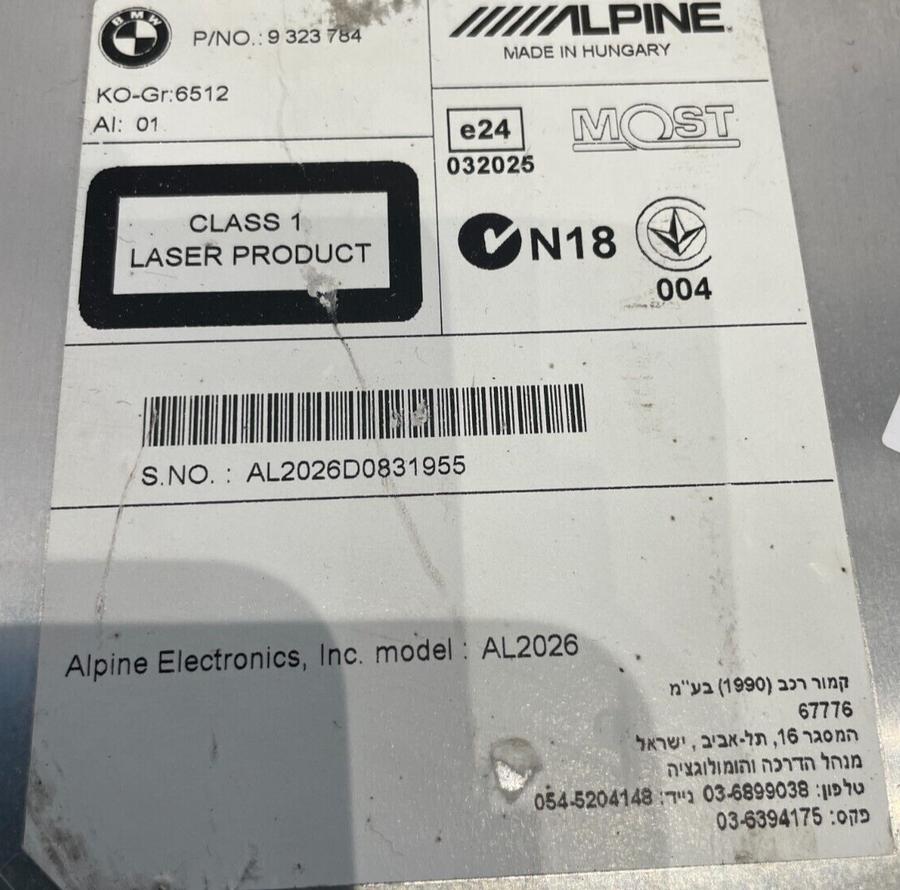 BMW
P/NO.: 9 323 784
KO-Gr:6512
AI: 01
ALPINE
MADE IN HUNGARY
e24
032025
MOST
N18
004
CLASS 1
LASER PRODUCT
S.NO. : AL2026D0831955
Alpine Electronics, Inc. model : AL2026
קמור רכב (1990) בע"מ
67776
המסגר 16, תל-אביב, ישראל
מנהל הדרכה והומולוגציה
טלפון: 03-6899038 נייד: 054-5204148
פקס: 03-6394175